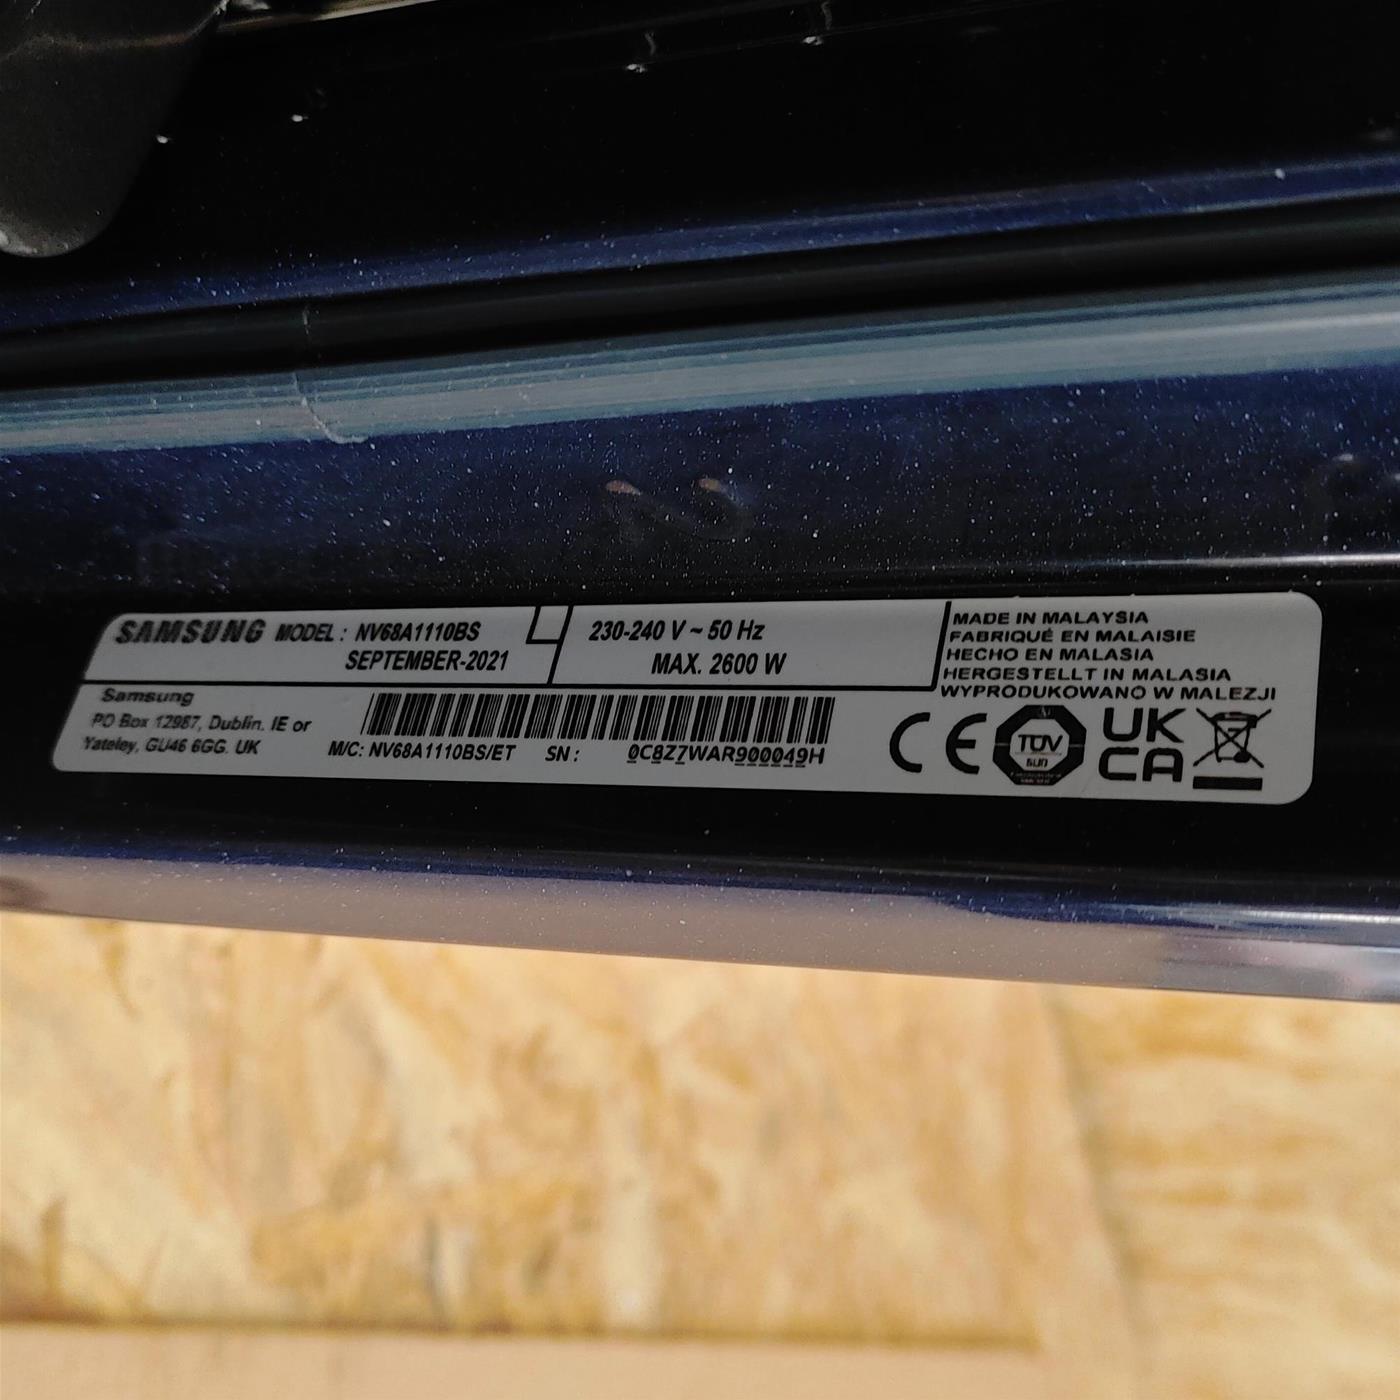 SAMSUNG MODEL : NV68A1110BS
SEPTEMBER-2021
230-240 V ~ 50 Hz
MAX. 2600 W
MADE IN MALAYSIA
FABRIQUÉ EN MALAISIE
HECHO EN MALASIA
HERGESTELLT IN MALASIA
WYPRODUKOWANO W MALEZJI
Samsung
PO Box 12987, Dublin. IE or
Yateley, GU46 6GG. UK
M/C: NV68A1110BS/ET SN : 0C8Z7WAR900049H
CE
TÜV
SÜD
UK
CA